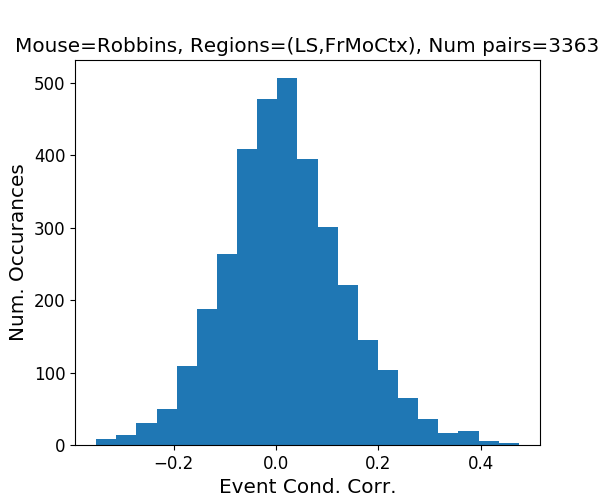 Mouse=Robbins, Regions=(LS,FrMoCtx), Num pairs=3363
500
400
300
200
100
0
Num. Occurances
−0.2 0.0 0.2 0.4
Event Cond. Corr.